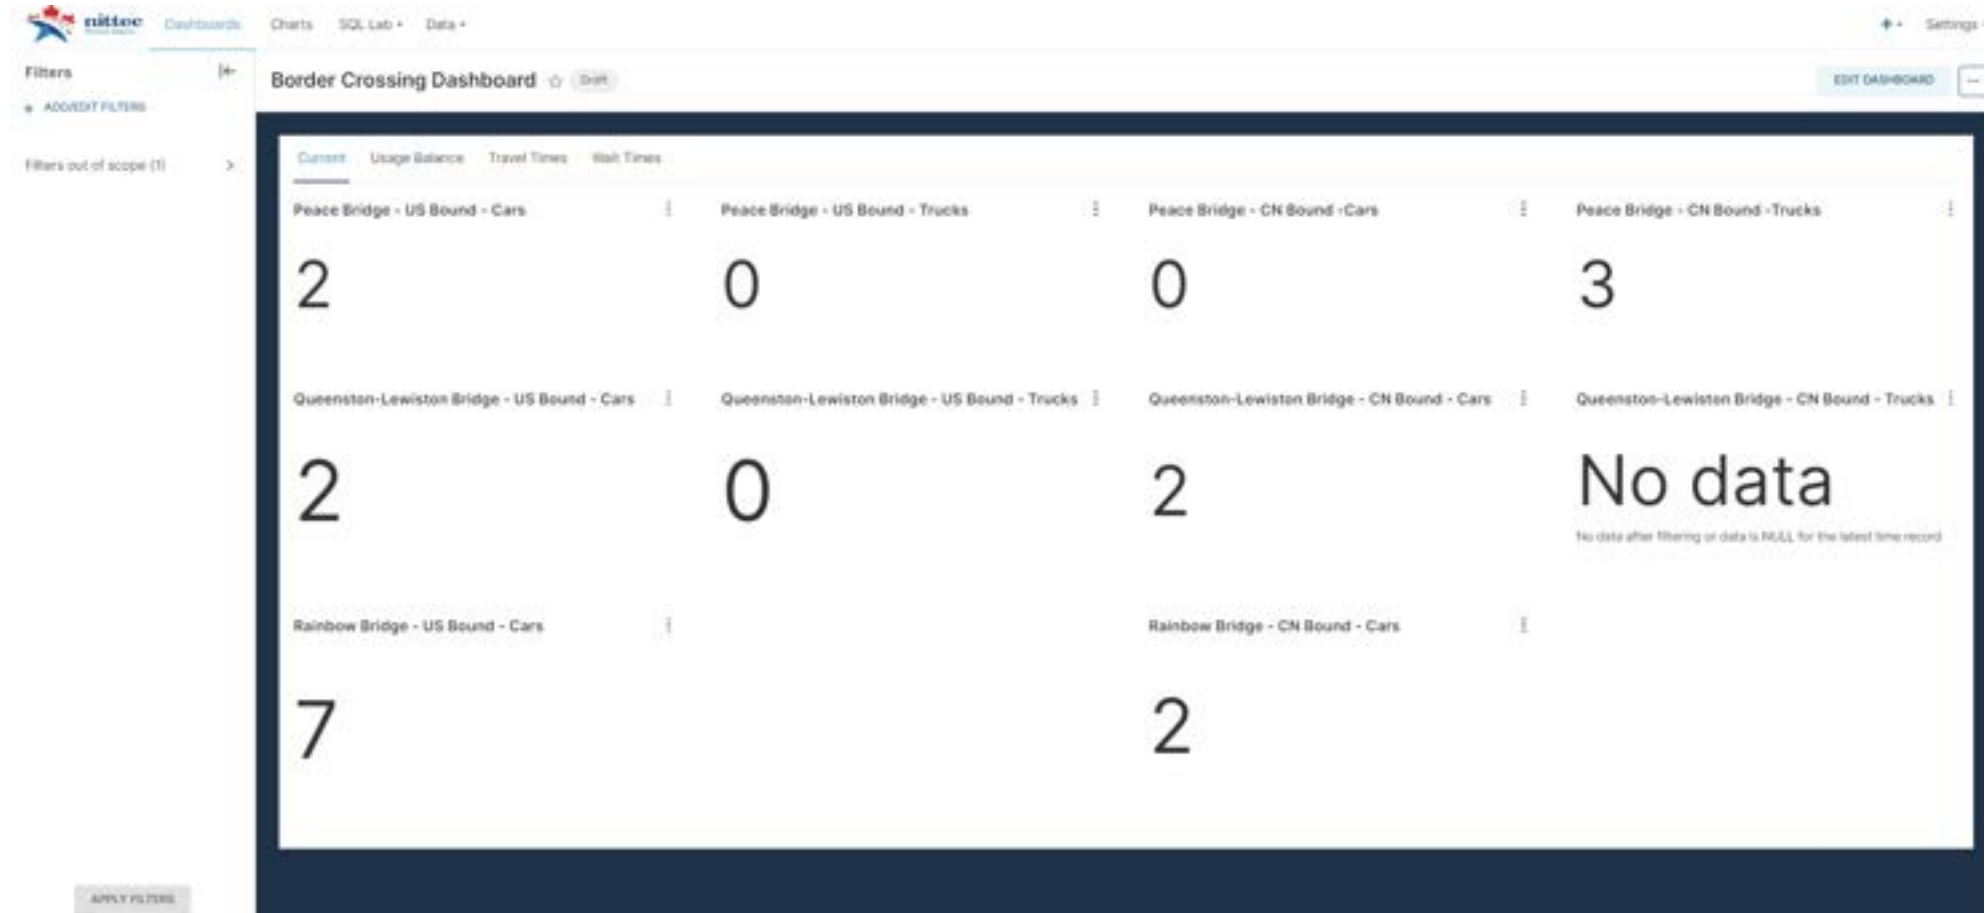 nittec Dashboards Charts SQL Lab Data Settings
Filters
ADD/EDIT FILTERS
Filters out of scope (1)
APPLY FILTERS
Border Crossing Dashboard Draft EDIT DASHBOARD
Current Usage Balance Travel Times Wait Times
Peace Bridge - US Bound - Cars
2
Peace Bridge - US Bound - Trucks
0
Peace Bridge - CN Bound -Cars
0
Peace Bridge - CN Bound -Trucks
3
Queenston-Lewiston Bridge - US Bound - Cars
2
Queenston-Lewiston Bridge - US Bound - Trucks
0
Queenston-Lewiston Bridge - CN Bound - Cars
2
Queenston-Lewiston Bridge - CN Bound - Trucks
No data
No data after filtering or data is NULL for the latest time record
Rainbow Bridge - US Bound - Cars
7
Rainbow Bridge - CN Bound - Cars
2